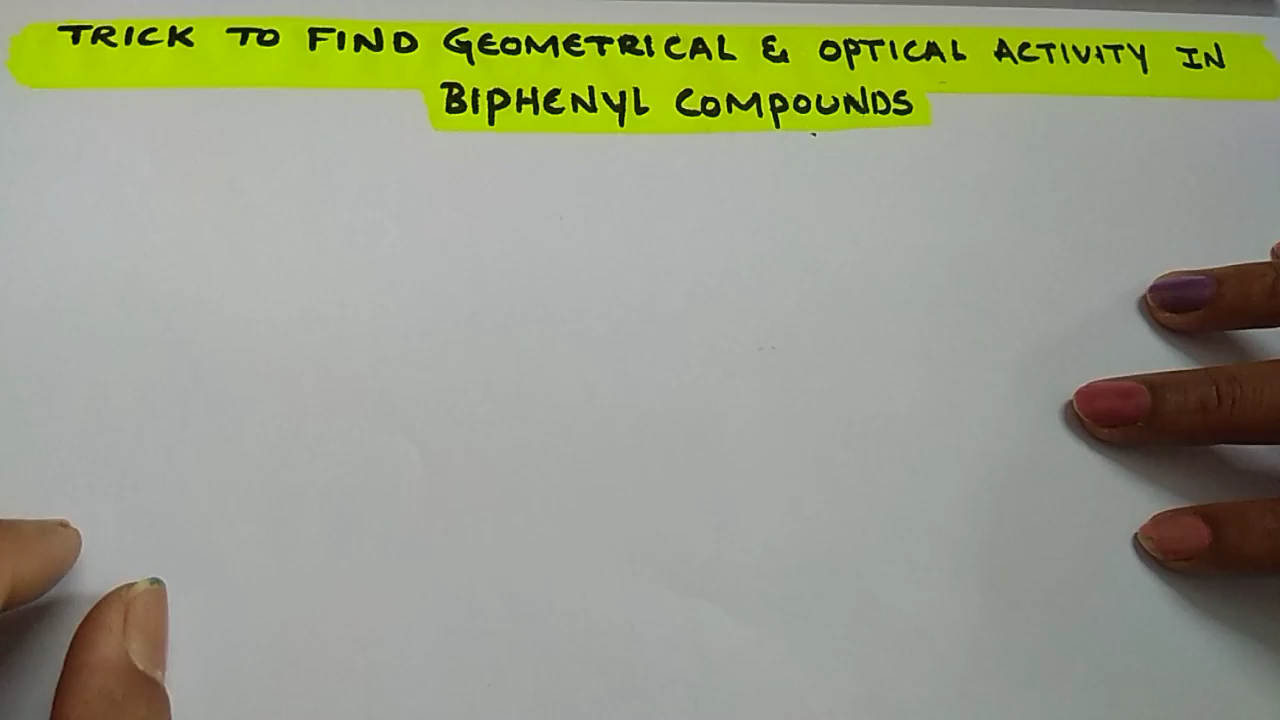 TRICK TO FIND GEOMETRICAL & OPTICAL ACTIVITY IN
BIPHENYL COMPOUNDS